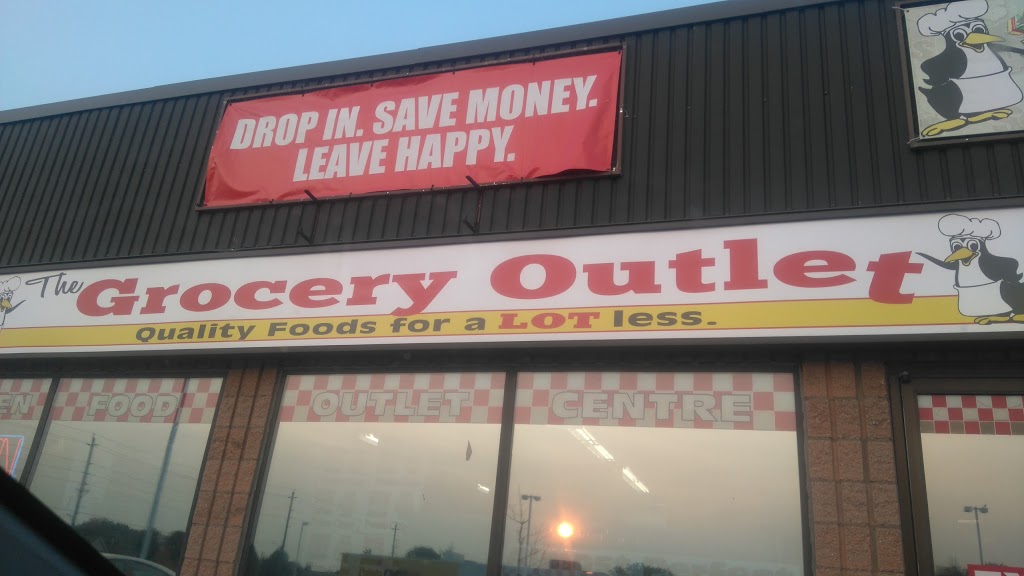 DROP IN. SAVE MONEY.
LEAVE HAPPY.
The Grocery Outlet
Quality Foods for a LOT less.
FOOD OUTLET CENTRE